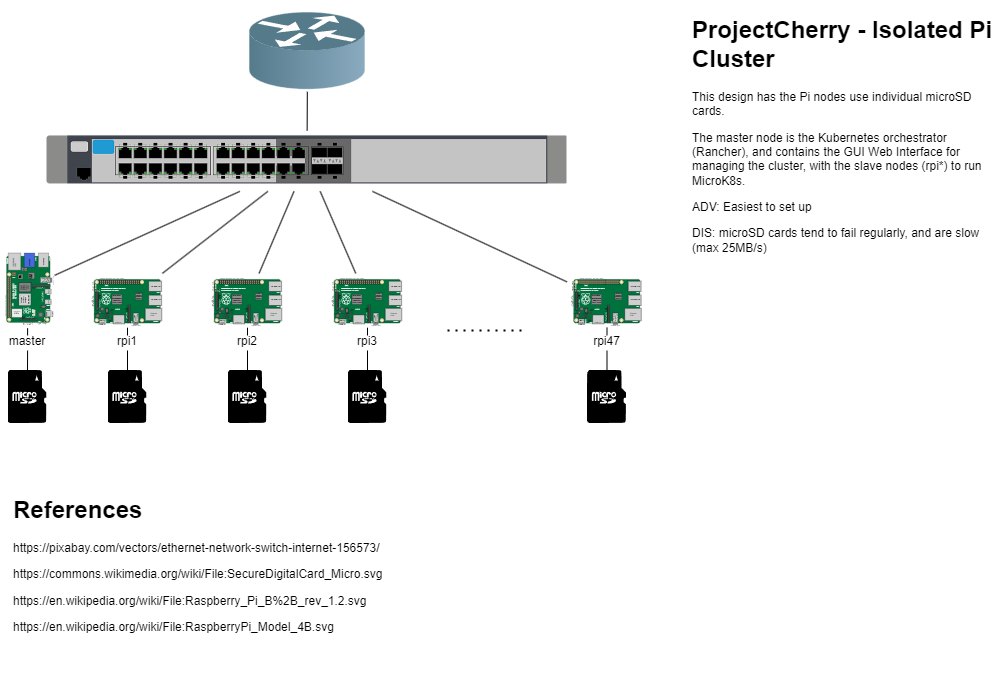 ProjectCherry - Isolated Pi
Cluster
This design has the Pi nodes use individual microSD
cards.
The master node is the Kubernetes orchestrator
(Rancher), and contains the GUI Web Interface for
managing the cluster, with the slave nodes (rpi*) to run
MicroK8s.
ADV: Easiest to set up
DIS: microSD cards tend to fail regularly, and are slow
(max 25MB/s)
master
rpi1
rpi2
rpi3
..........
rpi47
micro SD
micro SD
micro SD
micro SD
micro SD
References
https://pixabay.com/vectors/ethernet-network-switch-internet-156573/
https://commons.wikimedia.org/wiki/File:SecureDigitalCard_Micro.svg
https://en.wikipedia.org/wiki/File:Raspberry_Pi_B%2B_rev_1.2.svg
https://en.wikipedia.org/wiki/File:RaspberryPi_Model_4B.svg